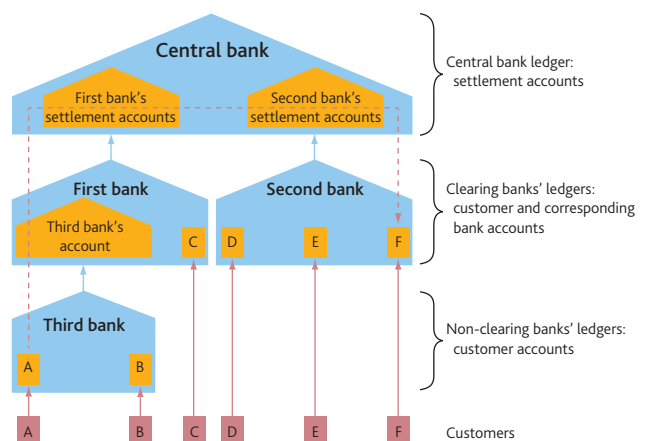 Central bank
First bank's
settlement accounts
Second bank's
settlement accounts
Central bank ledger:
settlement accounts
First bank
Second bank
Third bank's
account
C
D
E
F
Clearing banks' ledgers:
customer and corresponding
bank accounts
Third bank
A
B
Non-clearing banks' ledgers:
customer accounts
A
B
C
D
E
F
Customers